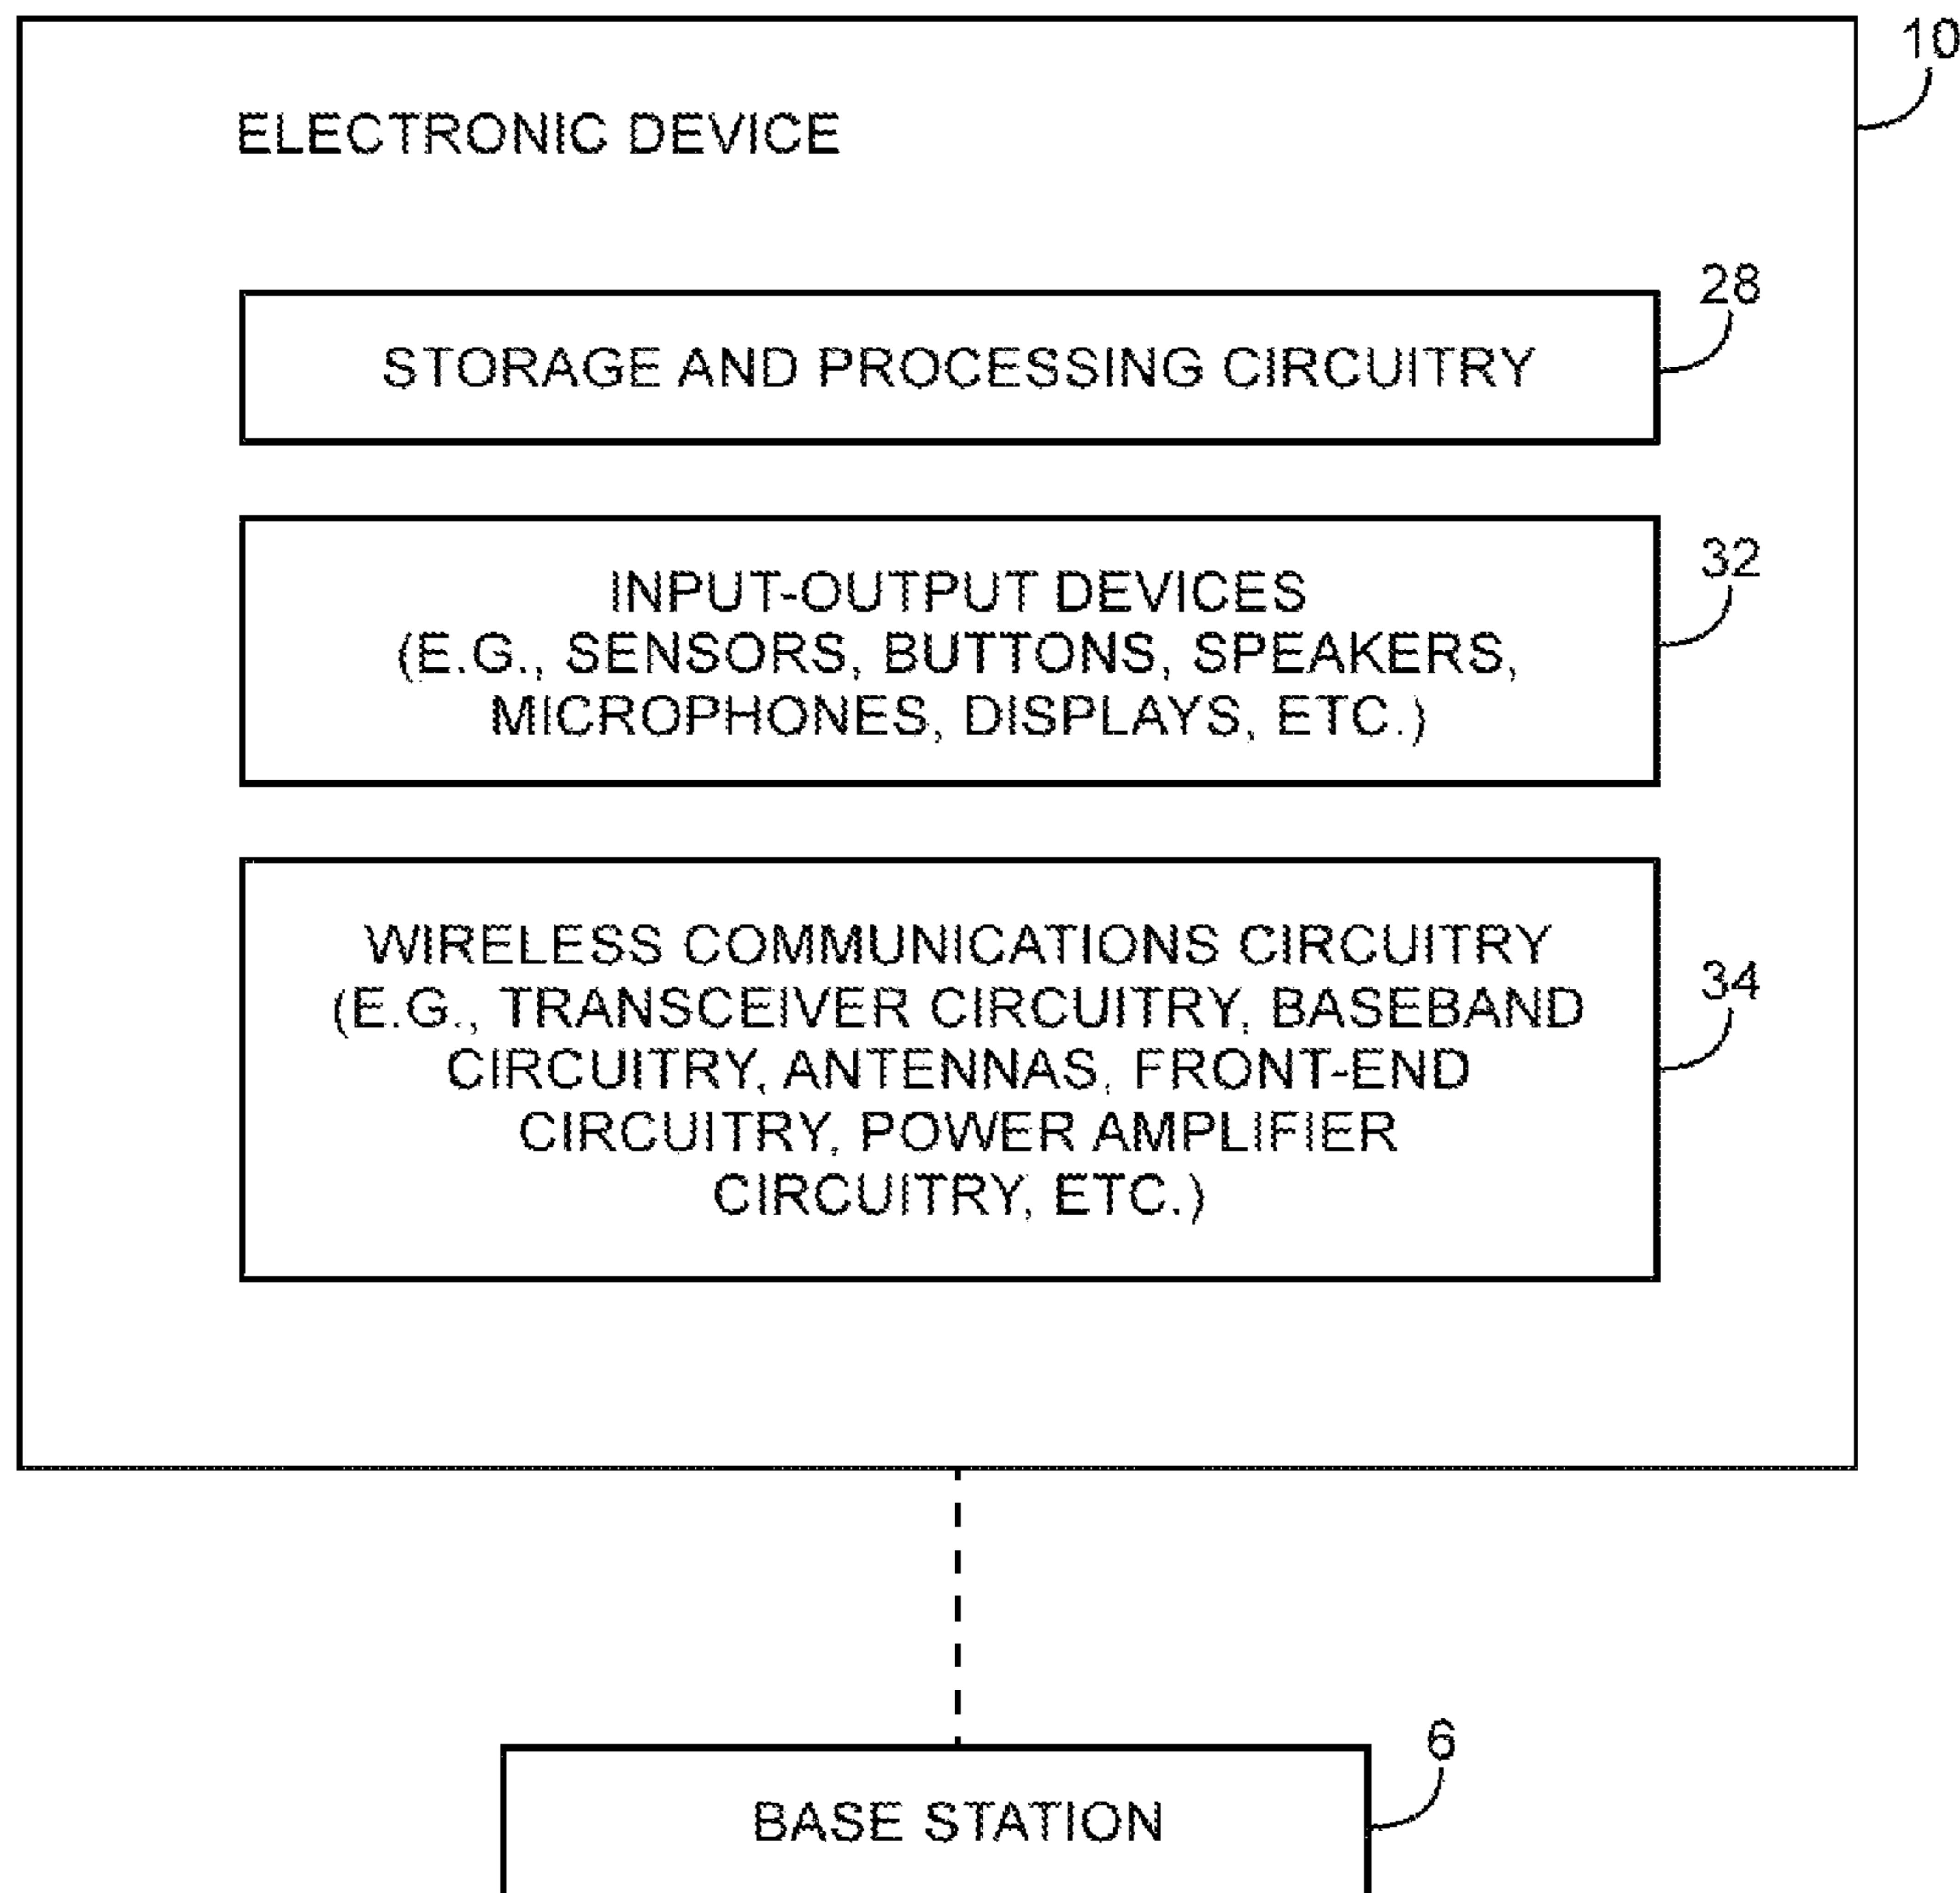 10
ELECTRONIC DEVICE
28
STORAGE AND PROCESSING CIRCUITRY
32
INPUT-OUTPUT DEVICES
(E.G., SENSORS, BUTTONS, SPEAKERS,
MICROPHONES, DISPLAYS, ETC.)
34
WIRELESS COMMUNICATIONS CIRCUITRY
(E.G., TRANSCEIVER CIRCUITRY, BASEBAND
CIRCUITRY, ANTENNAS, FRONT-END
CIRCUITRY, POWER AMPLIFIER
CIRCUITRY, ETC.)
6
BASE STATION